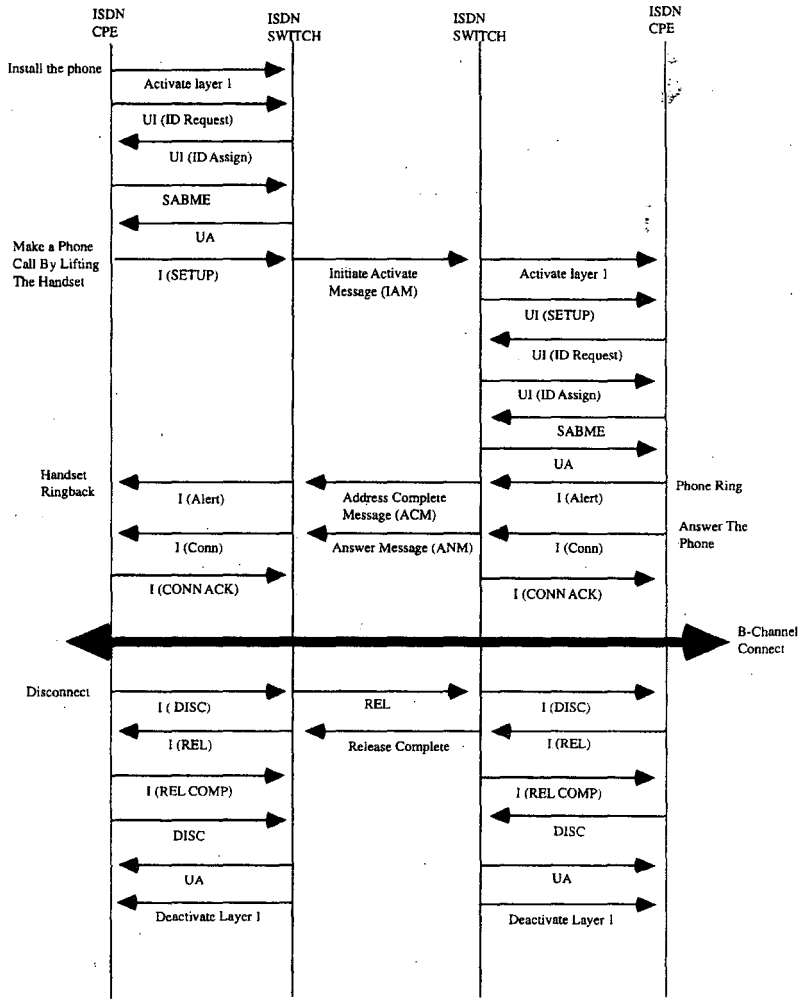 ISDN
CPE
ISDN
SWITCH
ISDN
SWITCH
ISDN
CPE
Install the phone
Activate layer 1
UI (ID Request)
UI (ID Assign)
SABME
UA
Make a Phone
Call By Lifting
The Handset
I (SETUP)
Initiate Activate
Message (IAM)
Activate layer 1
UI (SETUP)
UI (ID Request)
UI (ID Assign)
SABME
UA
Handset
Ringback
I (Alert)
Address Complete
Message (ACM)
I (Alert)
Phone Ring
I (Conn)
Answer Message (ANM)
I (Conn)
Answer The
Phone
I (CONN ACK)
I (CONN ACK)
B-Channel
Connect
Disconnect
I ( DISC)
REL
I (DISC)
I (REL)
Release Complete
I (REL)
I (REL COMP)
I (REL COMP)
DISC
DISC
UA
UA
Deactivate Layer 1
Deactivate Layer 1